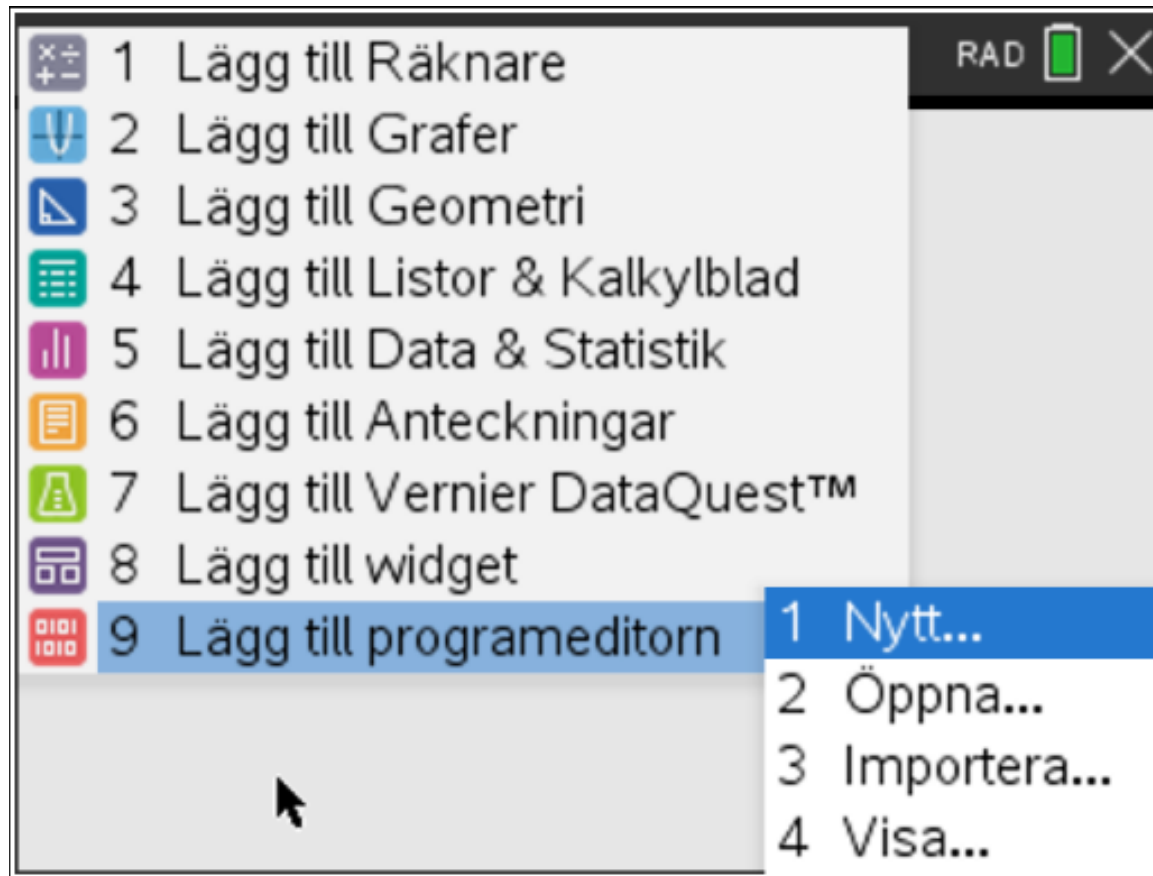 RAD
1 Lägg till Räknare
2 Lägg till Grafer
3 Lägg till Geometri
4 Lägg till Listor & Kalkylblad
5 Lägg till Data & Statistik
6 Lägg till Anteckningar
7 Lägg till Vernier DataQuest™
8 Lägg till widget
9 Lägg till programeditorn
1 Nytt...
2 Öppna...
3 Importera...
4 Visa...